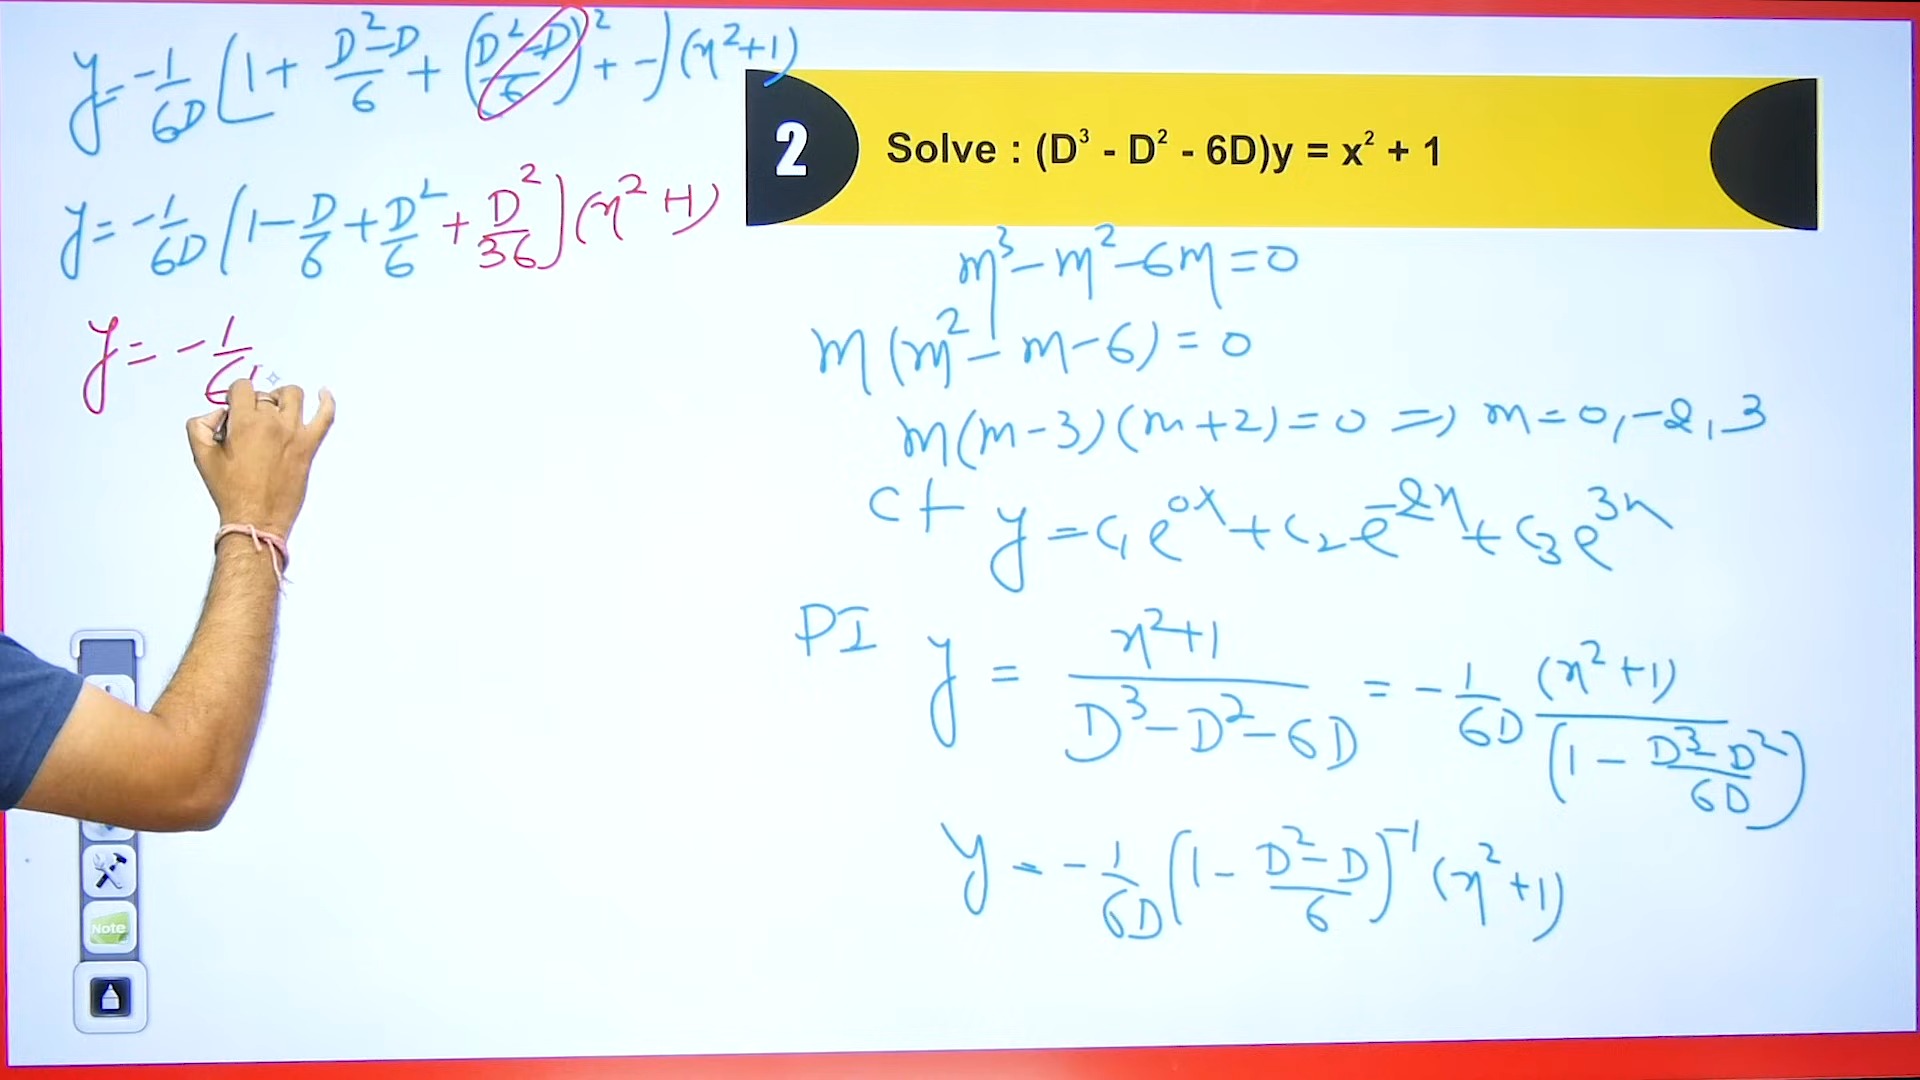 y = -1/6D [1 + (D²-D)/6 + ((D²-D)/6)² + -] (x²+1)
y = -1/6D (1 - D/6 + D²/6 + D²/36) (x²+1)
y = -1/6
2
Solve : (D³ - D² - 6D)y = x² + 1
m³-m²-6m=0
m(m²-m-6)=0
m(m-3)(m+2)=0 => m=0,-2,3
CF y = c₁e^0x + c₂e^-2x + c₃e^3x
PI y = (x²+1)/(D³-D²-6D) = -1/6D (x²+1)/(1 - (D³-D²)/6D)
y = -1/6D (1 - (D²-D)/6)^-1 (x²+1)
Note